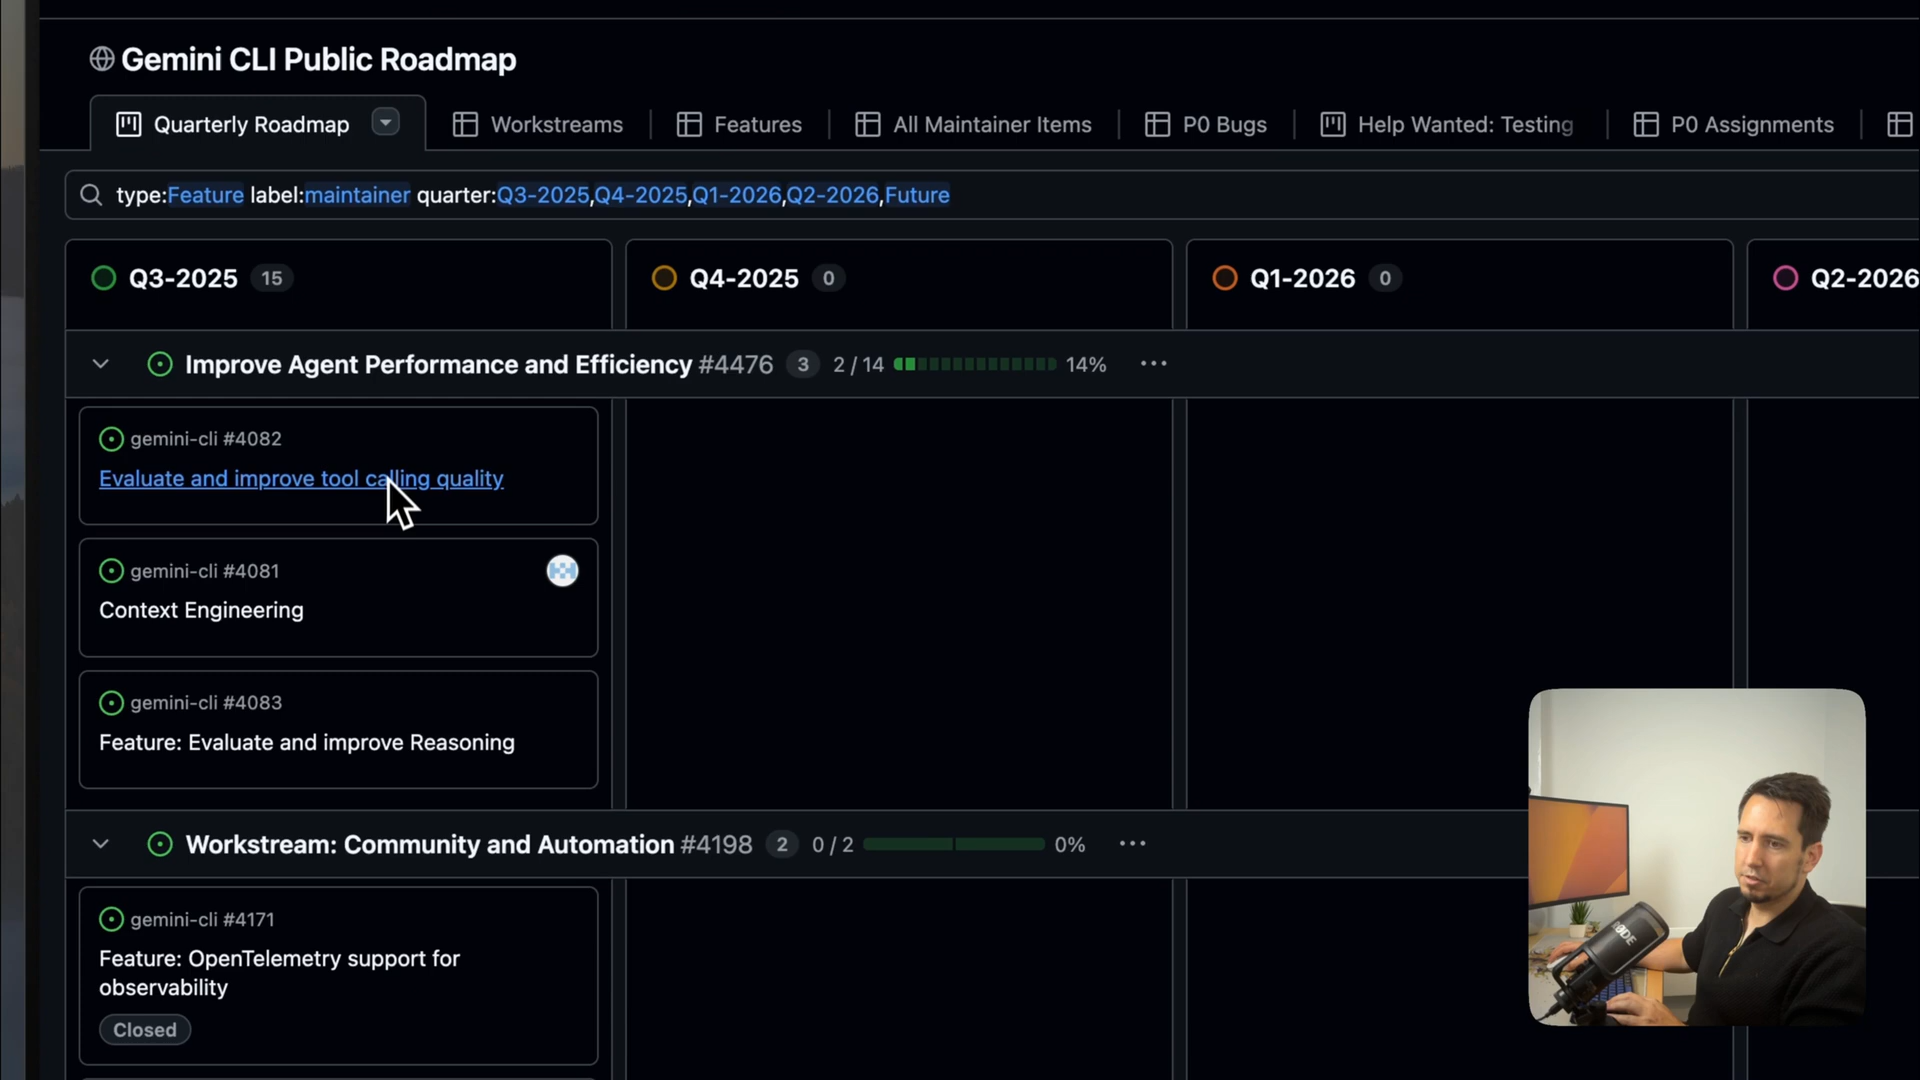 Gemini CLI Public Roadmap
Quarterly Roadmap Workstreams Features All Maintainer Items P0 Bugs Help Wanted: Testing P0 Assignments
type:Feature label:maintainer quarter:Q3-2025,Q4-2025,Q1-2026,Q2-2026,Future
Q3-2025 15 Q4-2025 0 Q1-2026 0 Q2-2026
Improve Agent Performance and Efficiency #4476 3 2 / 14 14% ...
gemini-cli #4082
Evaluate and improve tool calling quality
gemini-cli #4081
Context Engineering
gemini-cli #4083
Feature: Evaluate and improve Reasoning
Workstream: Community and Automation #4198 2 0 / 2 0% ...
gemini-cli #4171
Feature: OpenTelemetry support for
observability
Closed
RØDE